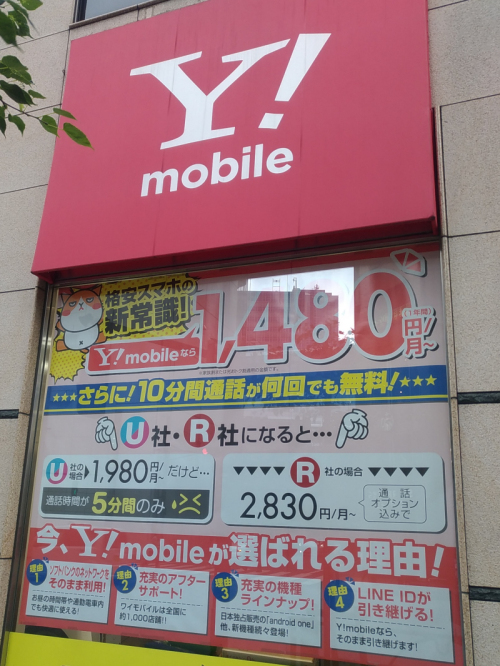 Y!
mobile
格安スマホの
新常識!
Y!mobileなら
1,480
(1年間)
円/
月~
★★★さらに!10分間通話が何回でも無料!★★★
U社・R社になると…
U社の場合▶1,980円/月~だけど…
通話時間が5分間のみ
▼▼▼▼R社の場合▼▼▼▼
2,830円/月~
通話
オプション
込みで
今、Y!mobileが選ばれる理由!
理由1
ソフトバンクのネットワークを
そのまま利用!
お昼の時間帯や通勤電車内
でも快適に使える!
理由2
充実のアフター
サポート!
ワイモバイルは全国に
約1,000店舗!!
理由3
充実の機種
ラインナップ!
日本独占販売の「android one」
他、新機種続々登場!
理由4
LINE IDが
引き継げる!
Y!mobileなら、
そのまま引き継げます!